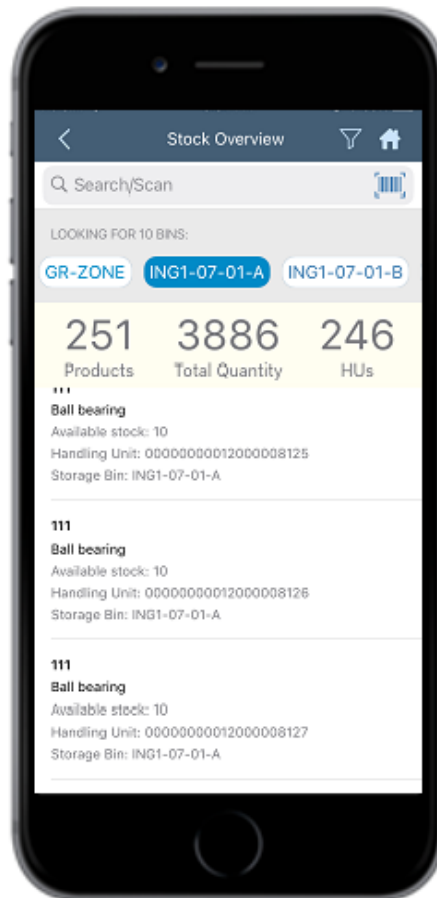 Stock Overview
Search/Scan
LOOKING FOR 10 BINS:
GR-ZONE ING1-07-01-A ING1-07-01-B
251 3886 246
Products Total Quantity HUs
111
Ball bearing
Available stock: 10
Handling Unit: 00000000012000008125
Storage Bin: ING1-07-01-A
111
Ball bearing
Available stock: 10
Handling Unit: 00000000012000008126
Storage Bin: ING1-07-01-A
111
Ball bearing
Available stock: 10
Handling Unit: 00000000012000008127
Storage Bin: ING1-07-01-A